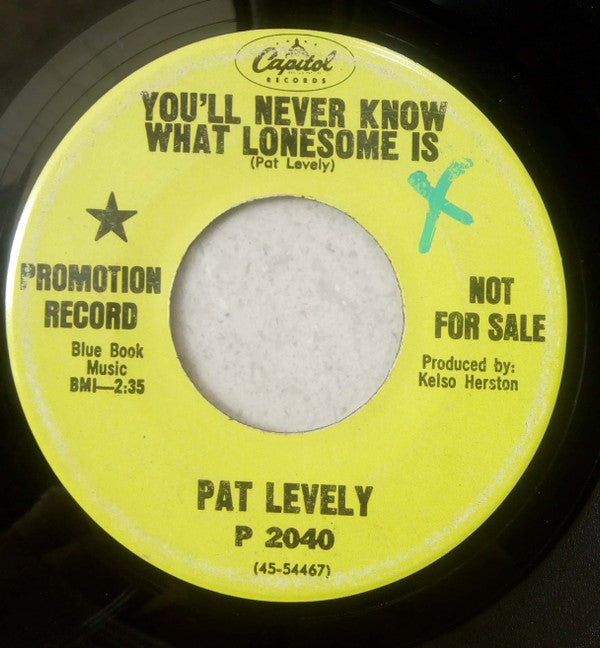 Capitol
RECORDS
YOU'LL NEVER KNOW
WHAT LONESOME IS
(Pat Levely)
X
PROMOTION
RECORD
Blue Book
Music
BMI—2:35
NOT
FOR SALE
Produced by:
Kelso Herston
PAT LEVELY
P 2040
(45-54467)